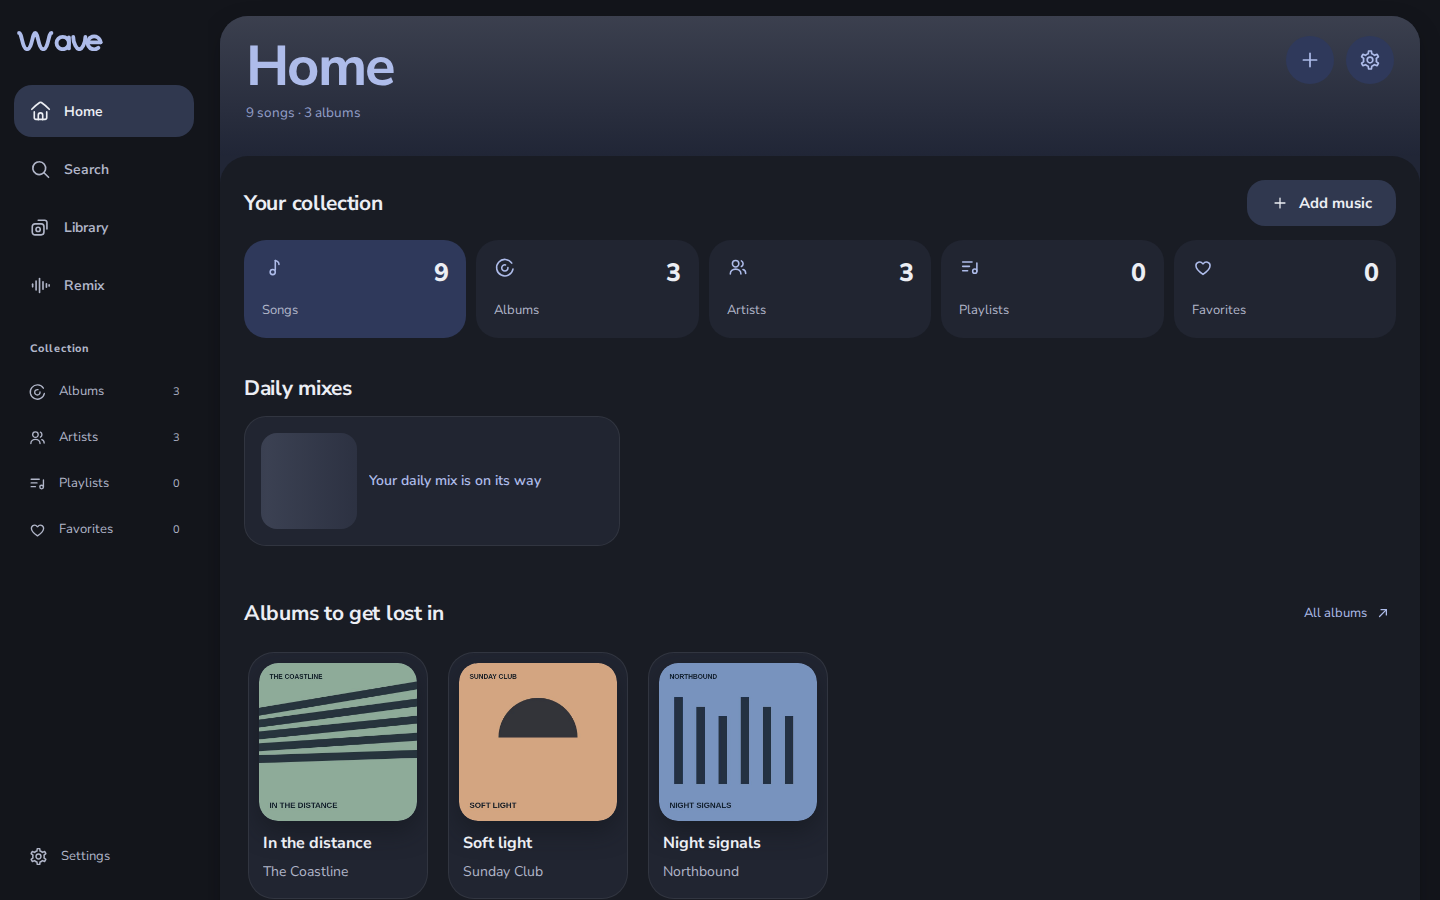 Wave
Home
Search
Library
Remix
Collection
Albums 3
Artists 3
Playlists 0
Favorites 0
Settings
Home
9 songs · 3 albums
Your collection
Add music
9
Songs
3
Albums
3
Artists
0
Playlists
0
Favorites
Daily mixes
Your daily mix is on its way
Albums to get lost in
All albums
THE COASTLINE
IN THE DISTANCE
In the distance
The Coastline
SUNDAY CLUB
SOFT LIGHT
Soft light
Sunday Club
NORTHBOUND
NIGHT SIGNALS
Night signals
Northbound